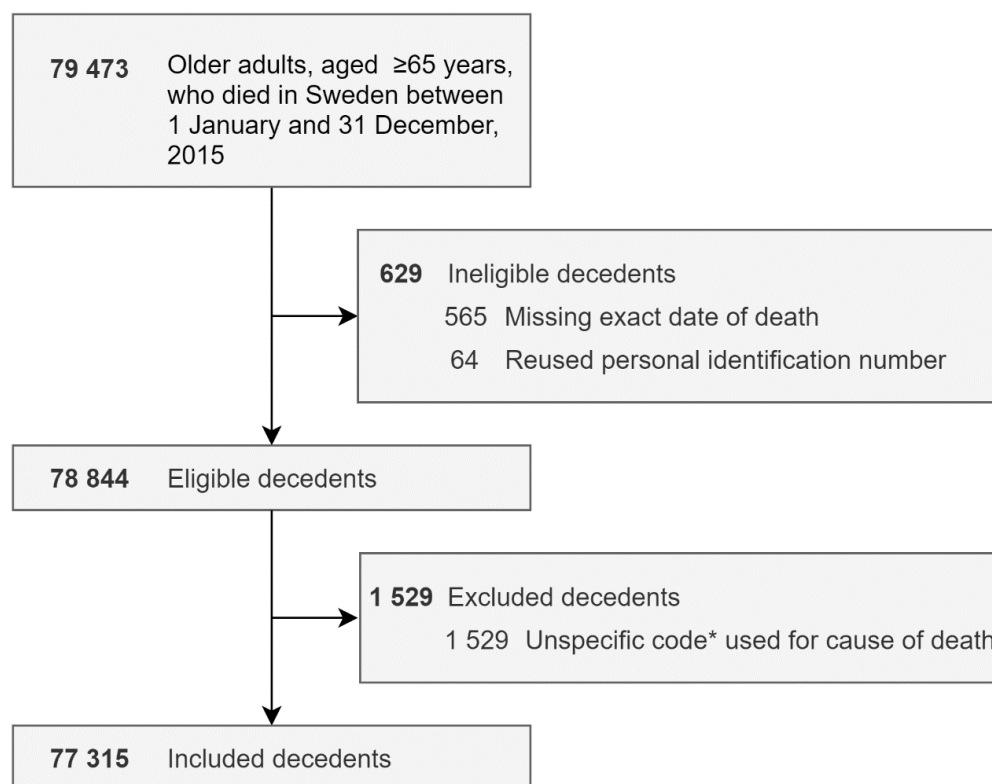 79 473 Older adults, aged ≥65 years,
who died in Sweden between
1 January and 31 December,
2015
629 Ineligible decedents
565 Missing exact date of death
64 Reused personal identification number
78 844 Eligible decedents
1 529 Excluded decedents
1 529 Unspecific code* used for cause of death
77 315 Included decedents